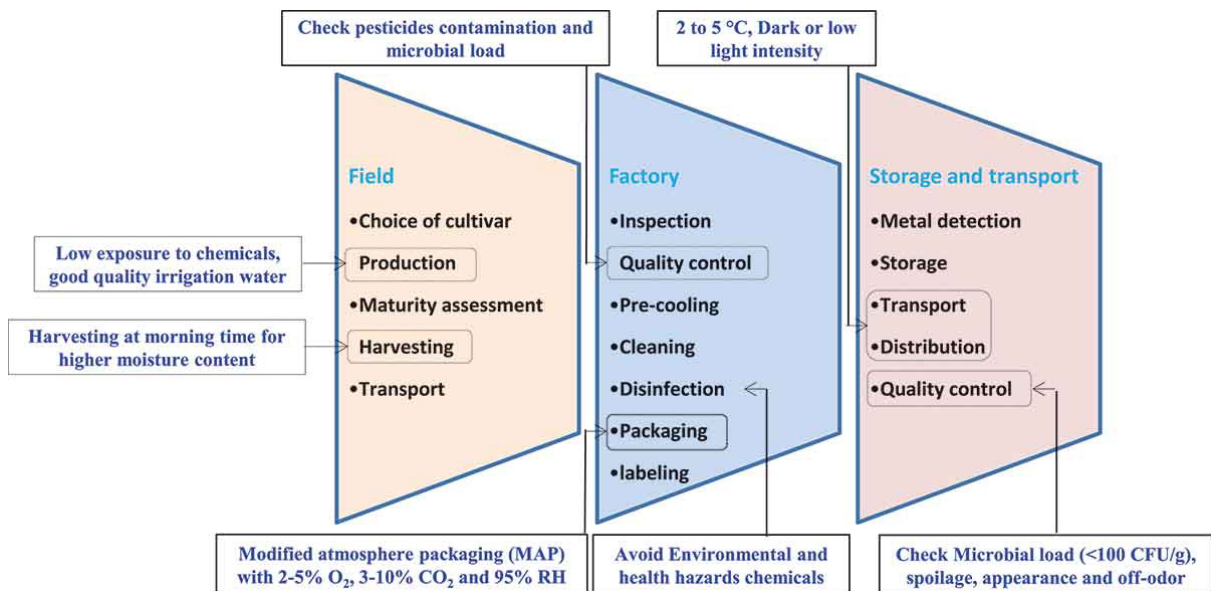 Check pesticides contamination and
microbial load
2 to 5 °C, Dark or low
light intensity
Field
•Choice of cultivar
Production
•Maturity assessment
Harvesting
•Transport
Low exposure to chemicals,
good quality irrigation water
Harvesting at morning time for
higher moisture content
Factory
•Inspection
•Quality control
•Pre-cooling
•Cleaning
•Disinfection
•Packaging
•labeling
Storage and transport
•Metal detection
•Storage
•Transport
•Distribution
•Quality control
Modified atmosphere packaging (MAP)
with 2-5% O₂, 3-10% CO₂ and 95% RH
Avoid Environmental and
health hazards chemicals
Check Microbial load (<100 CFU/g),
spoilage, appearance and off-odor